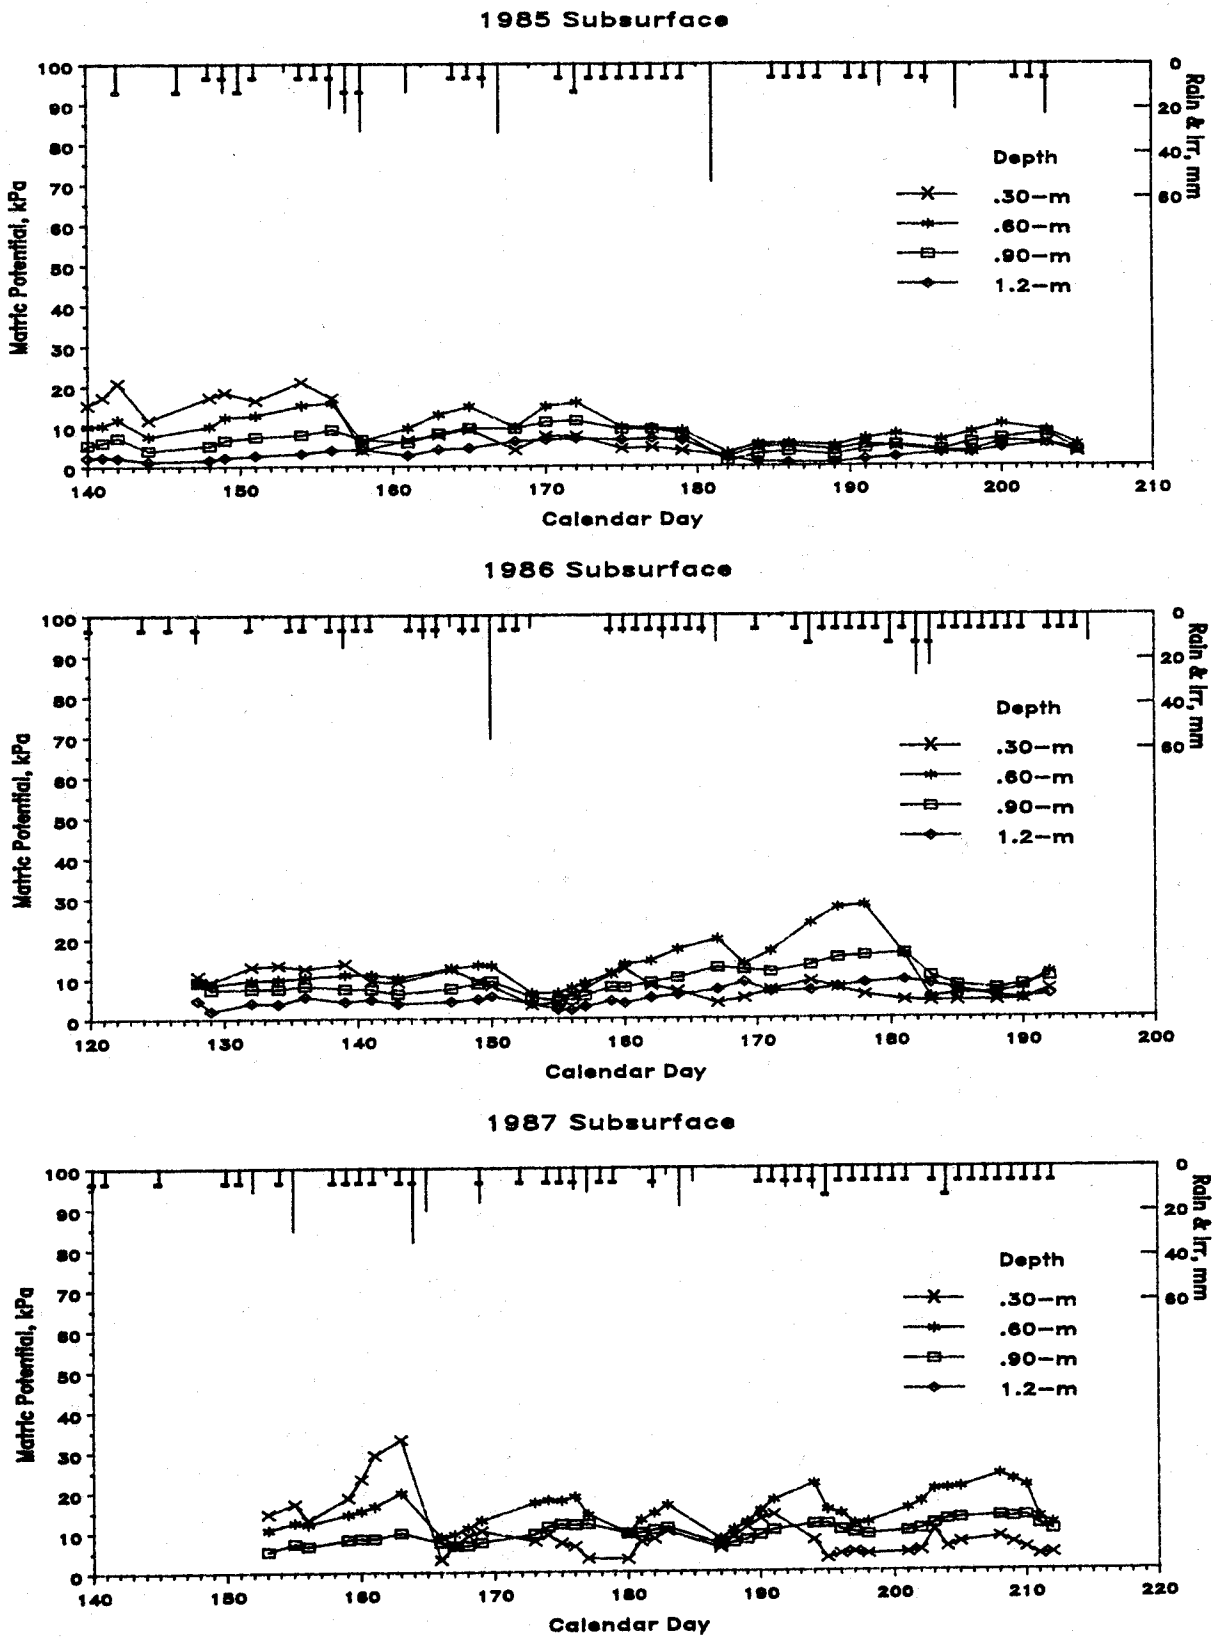 1985 Subsurface
100
90
80
70
60
50
40
30
20
10
0
Matric Potential, kPa
0
20
40
60
Rain & Irr, mm
Depth
.30-m
.60-m
.90-m
1.2-m
140 150 160 170 180 190 200 210
Calendar Day
1986 Subsurface
100
90
80
70
60
50
40
30
20
10
0
Matric Potential, kPa
0
20
40
60
Rain & Irr, mm
Depth
.30-m
.60-m
.90-m
1.2-m
120 130 140 150 160 170 180 190 200
Calendar Day
1987 Subsurface
100
90
80
70
60
50
40
30
20
10
0
Matric Potential, kPa
0
20
40
60
Rain & Irr, mm
Depth
.30-m
.60-m
.90-m
1.2-m
140 150 160 170 180 190 200 210 220
Calendar Day